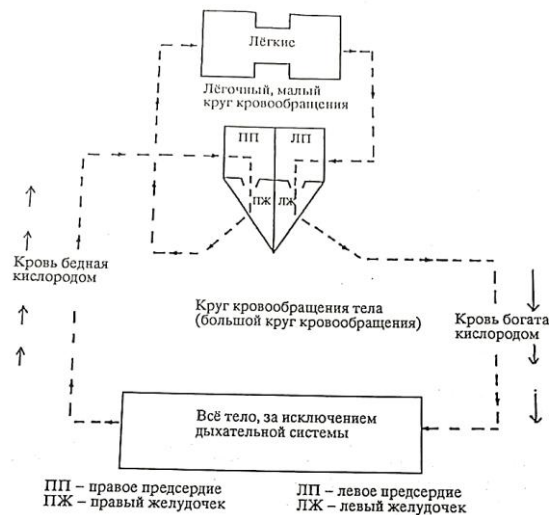 Лёгкие
Лёгочный, малый
круг кровообращения
ПП
ЛП
ПЖ
ЛЖ
Кровь бедная
кислородом
Круг кровообращения тела
(большой круг кровообращения)
Кровь богата
кислородом
Всё тело, за исключением
дыхательной системы
ПП – правое предсердие
ПЖ – правый желудочек
ЛП – левое предсердие
ЛЖ – левый желудочек